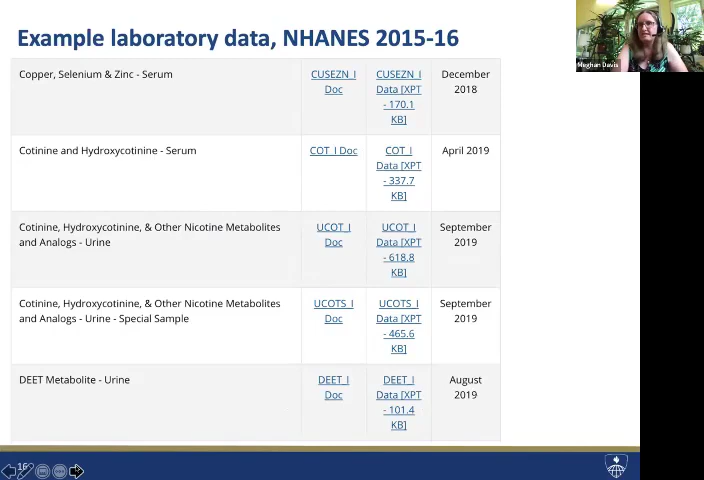 Example laboratory data, NHANES 2015-16
Meghan Davis
Copper, Selenium & Zinc - Serum
CUSEZN_I
Doc
CUSEZN_I
Data [XPT
- 170.1
KB]
December
2018
Cotinine and Hydroxycotinine - Serum
COT_I Doc
COT_I
Data [XPT
- 337.7
KB]
April 2019
Cotinine, Hydroxycotinine, & Other Nicotine Metabolites
and Analogs - Urine
UCOT_I
Doc
UCOT_I
Data [XPT
- 618.8
KB]
September
2019
Cotinine, Hydroxycotinine, & Other Nicotine Metabolites
and Analogs - Urine - Special Sample
UCOTS_I
Doc
UCOTS_I
Data [XPT
- 465.6
KB]
September
2019
DEET Metabolite - Urine
DEET_I
Doc
DEET_I
Data [XPT
- 101.4
KB]
August
2019
16